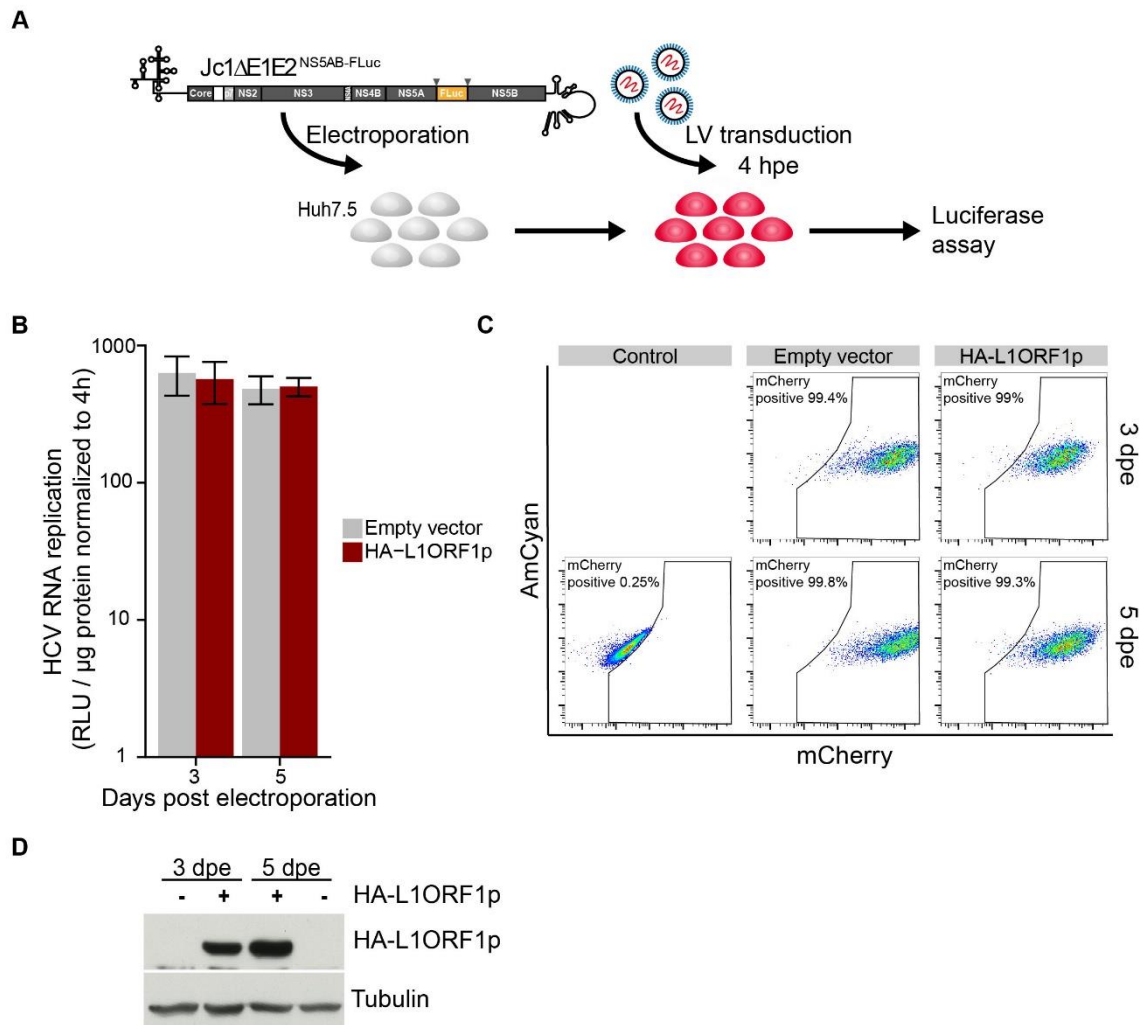 A
Jc1ΔE1E2NS5AB-FLuc
Core p7 NS2 NS3 NS4B NS5A FLuc NS5B
Electroporation
LV transduction
4 hpe
Huh7.5
Luciferase
assay
B
HCV RNA replication
(RLU / µg protein normalized to 4h)
1000
100
10
1
3
5
Days post electroporation
Empty vector
HA-L1ORF1p
C
Control
Empty vector
HA-L1ORF1p
mCherry
positive 99.4%
mCherry
positive 99%
3 dpe
mCherry
positive 0.25%
mCherry
positive 99.8%
mCherry
positive 99.3%
5 dpe
AmCyan
mCherry
D
3 dpe 5 dpe
- + + - HA-L1ORF1p
HA-L1ORF1p
Tubulin